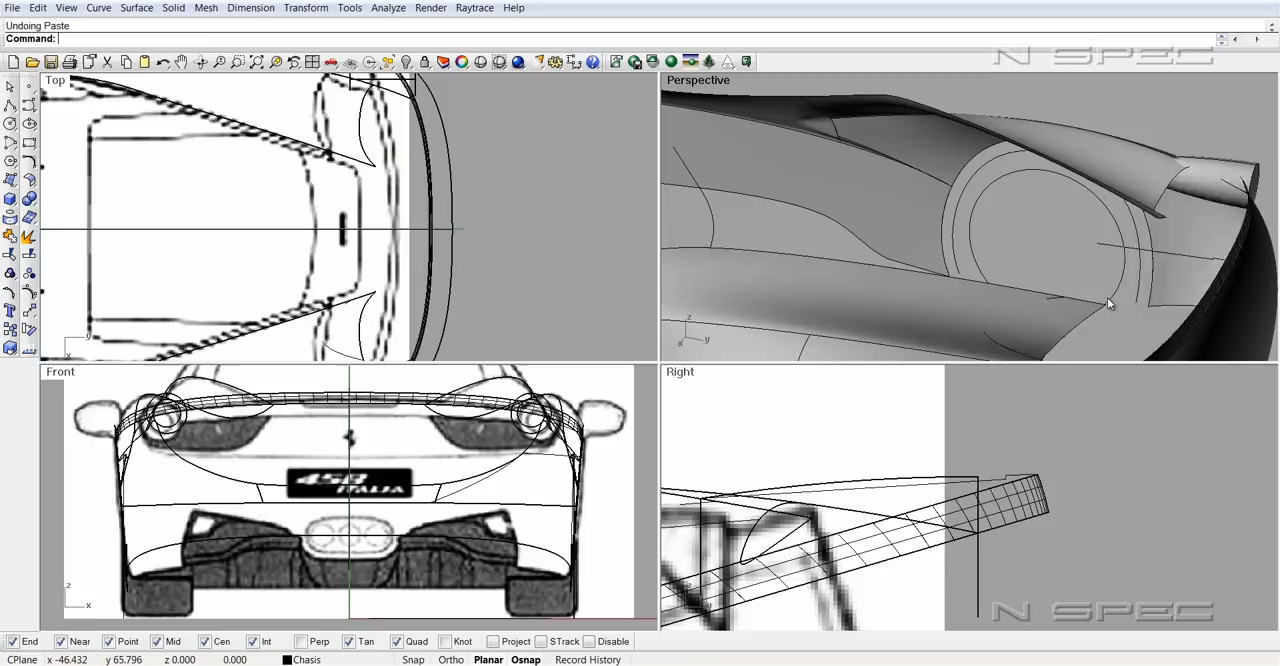 File Edit View Curve Surface Solid Mesh Dimension Transform Tools Analyze Render Raytrace Help
Undoing Paste
Command:
N SPEC
Top
Perspective
z
y
x
y
x
Front
Right
458
ITALIA
z
x
y
N SPEC
End Near Point Mid Cen Int Perp Tan Quad Knot Project STrack Disable
CPlane x -46.432 y 65.796 z 0.000 0.000 Chasis Snap Ortho Planar Osnap Record History